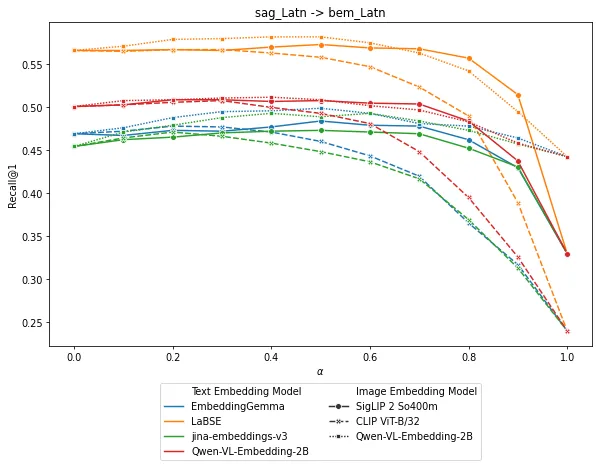 sag_Latn -> bem_Latn
Recall@1
0.55
0.50
0.45
0.40
0.35
0.30
0.25
0.0 0.2 0.4 0.6 0.8 1.0
α
Text Embedding Model Image Embedding Model
EmbeddingGemma SigLIP 2 So400m
LaBSE CLIP ViT-B/32
jina-embeddings-v3 Qwen-VL-Embedding-2B
Qwen-VL-Embedding-2B